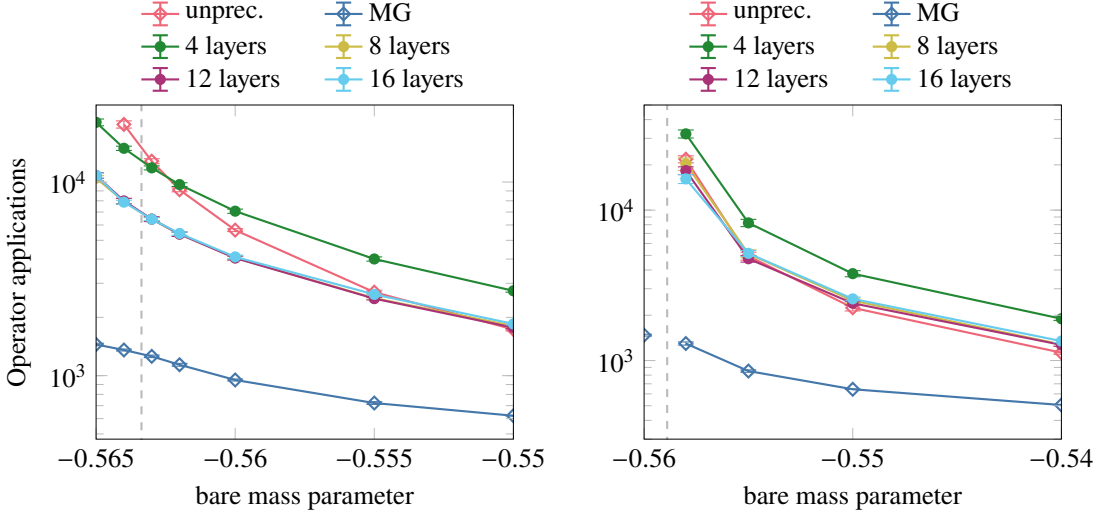 unprec. MG
4 layers 8 layers
12 layers 16 layers
unprec. MG
4 layers 8 layers
12 layers 16 layers
Operator applications
10^4
10^3
−0.565 −0.56 −0.555 −0.55
bare mass parameter
10^4
10^3
−0.56 −0.55 −0.54
bare mass parameter